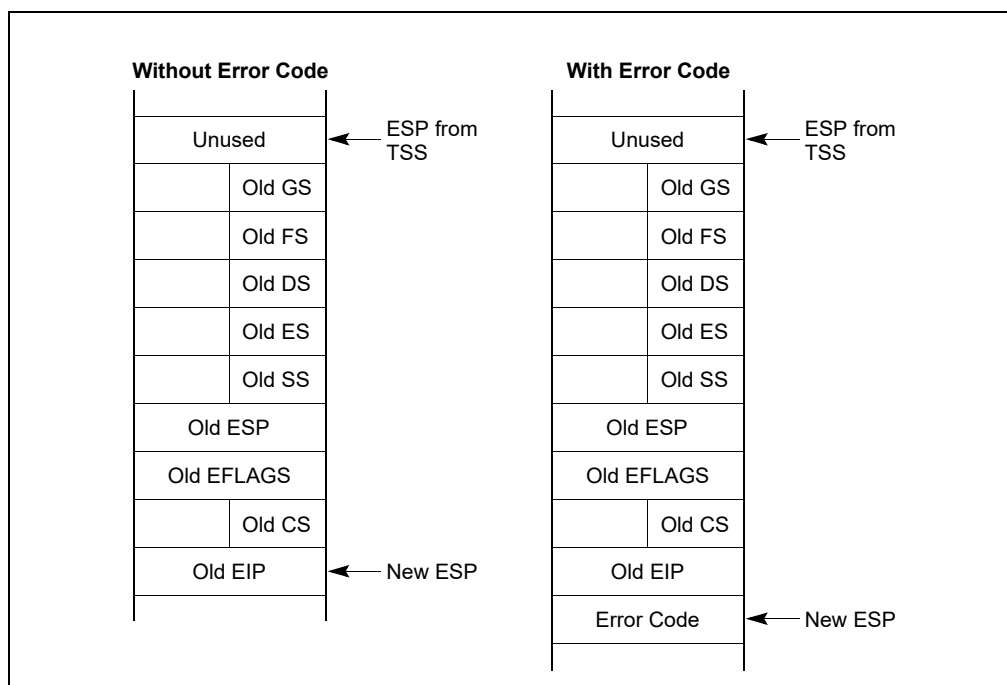 Without Error Code
Unused
ESP from
TSS
Old GS
Old FS
Old DS
Old ES
Old SS
Old ESP
Old EFLAGS
Old CS
Old EIP
New ESP
With Error Code
Unused
ESP from
TSS
Old GS
Old FS
Old DS
Old ES
Old SS
Old ESP
Old EFLAGS
Old CS
Old EIP
Error Code
New ESP